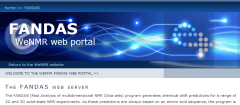 home >> FANDAS
FANDAS
WeNMR web portal
Return to the WeNMR website
WELCOME TO THE WENMR FANDAS WEB PORTAL >>
THE FANDAS WEB SERVER
The FANDAS (Fast Analysis of multidimensional NMR DAta Sets) program generates chemical shift predictions for a range of
2D and 3D solid-state NMR experiments. As these predictions are always based on an amino acid sequence, the program is